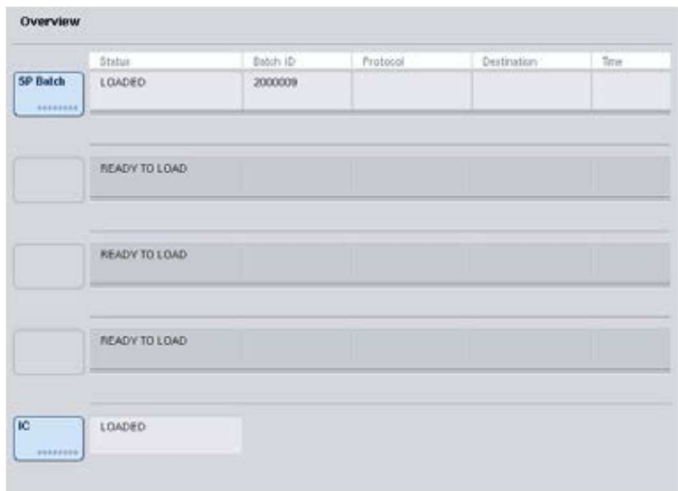 Overview
Status Batch ID Protocol Destination Time
SP Batch LOADED 2000009
READY TO LOAD
READY TO LOAD
READY TO LOAD
IC LOADED